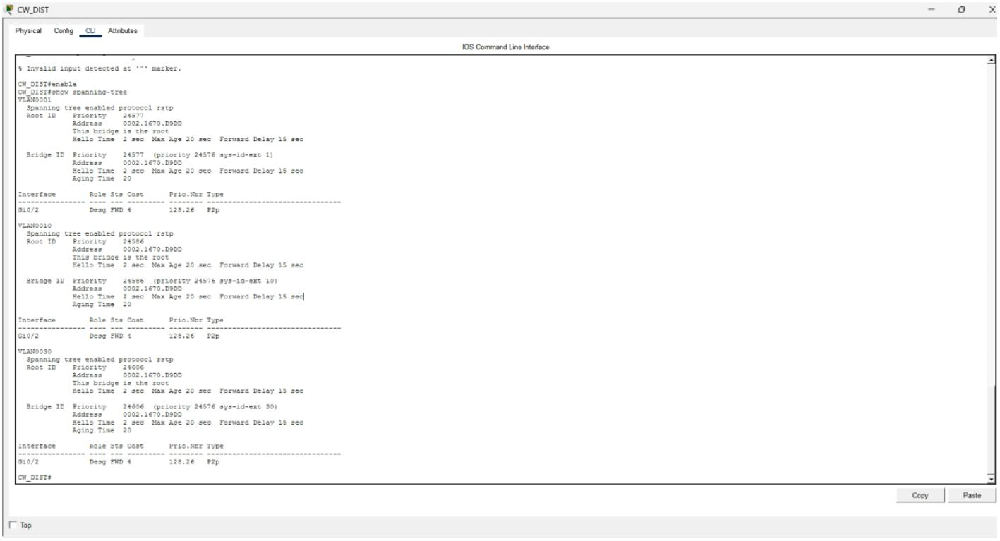 CW_DIST
Physical Config CLI Attributes
IOS Command Line Interface
^
% Invalid input detected at '^' marker.
CW_DIST#enable
CW_DIST#show spanning-tree
VLAN0001
Spanning tree enabled protocol rstp
Root ID Priority 24577
Address 0002.1670.D9DD
This bridge is the root
Hello Time 2 sec Max Age 20 sec Forward Delay 15 sec
Bridge ID Priority 24577 (priority 24576 sys-id-ext 1)
Address 0002.1670.D9DD
Hello Time 2 sec Max Age 20 sec Forward Delay 15 sec
Aging Time 20
Interface Role Sts Cost Prio.Nbr Type
---------------- ---- --- --------- -------- --------------------------------
Gi0/2 Desg FWD 4 128.26 P2p
VLAN0010
Spanning tree enabled protocol rstp
Root ID Priority 24586
Address 0002.1670.D9DD
This bridge is the root
Hello Time 2 sec Max Age 20 sec Forward Delay 15 sec
Bridge ID Priority 24586 (priority 24576 sys-id-ext 10)
Address 0002.1670.D9DD
Hello Time 2 sec Max Age 20 sec Forward Delay 15 sec
Aging Time 20
Interface Role Sts Cost Prio.Nbr Type
---------------- ---- --- --------- -------- --------------------------------
Gi0/2 Desg FWD 4 128.26 P2p
VLAN0030
Spanning tree enabled protocol rstp
Root ID Priority 24606
Address 0002.1670.D9DD
This bridge is the root
Hello Time 2 sec Max Age 20 sec Forward Delay 15 sec
Bridge ID Priority 24606 (priority 24576 sys-id-ext 30)
Address 0002.1670.D9DD
Hello Time 2 sec Max Age 20 sec Forward Delay 15 sec
Aging Time 20
Interface Role Sts Cost Prio.Nbr Type
---------------- ---- --- --------- -------- --------------------------------
Gi0/2 Desg FWD 4 128.26 P2p
CW_DIST#
Copy Paste
Top